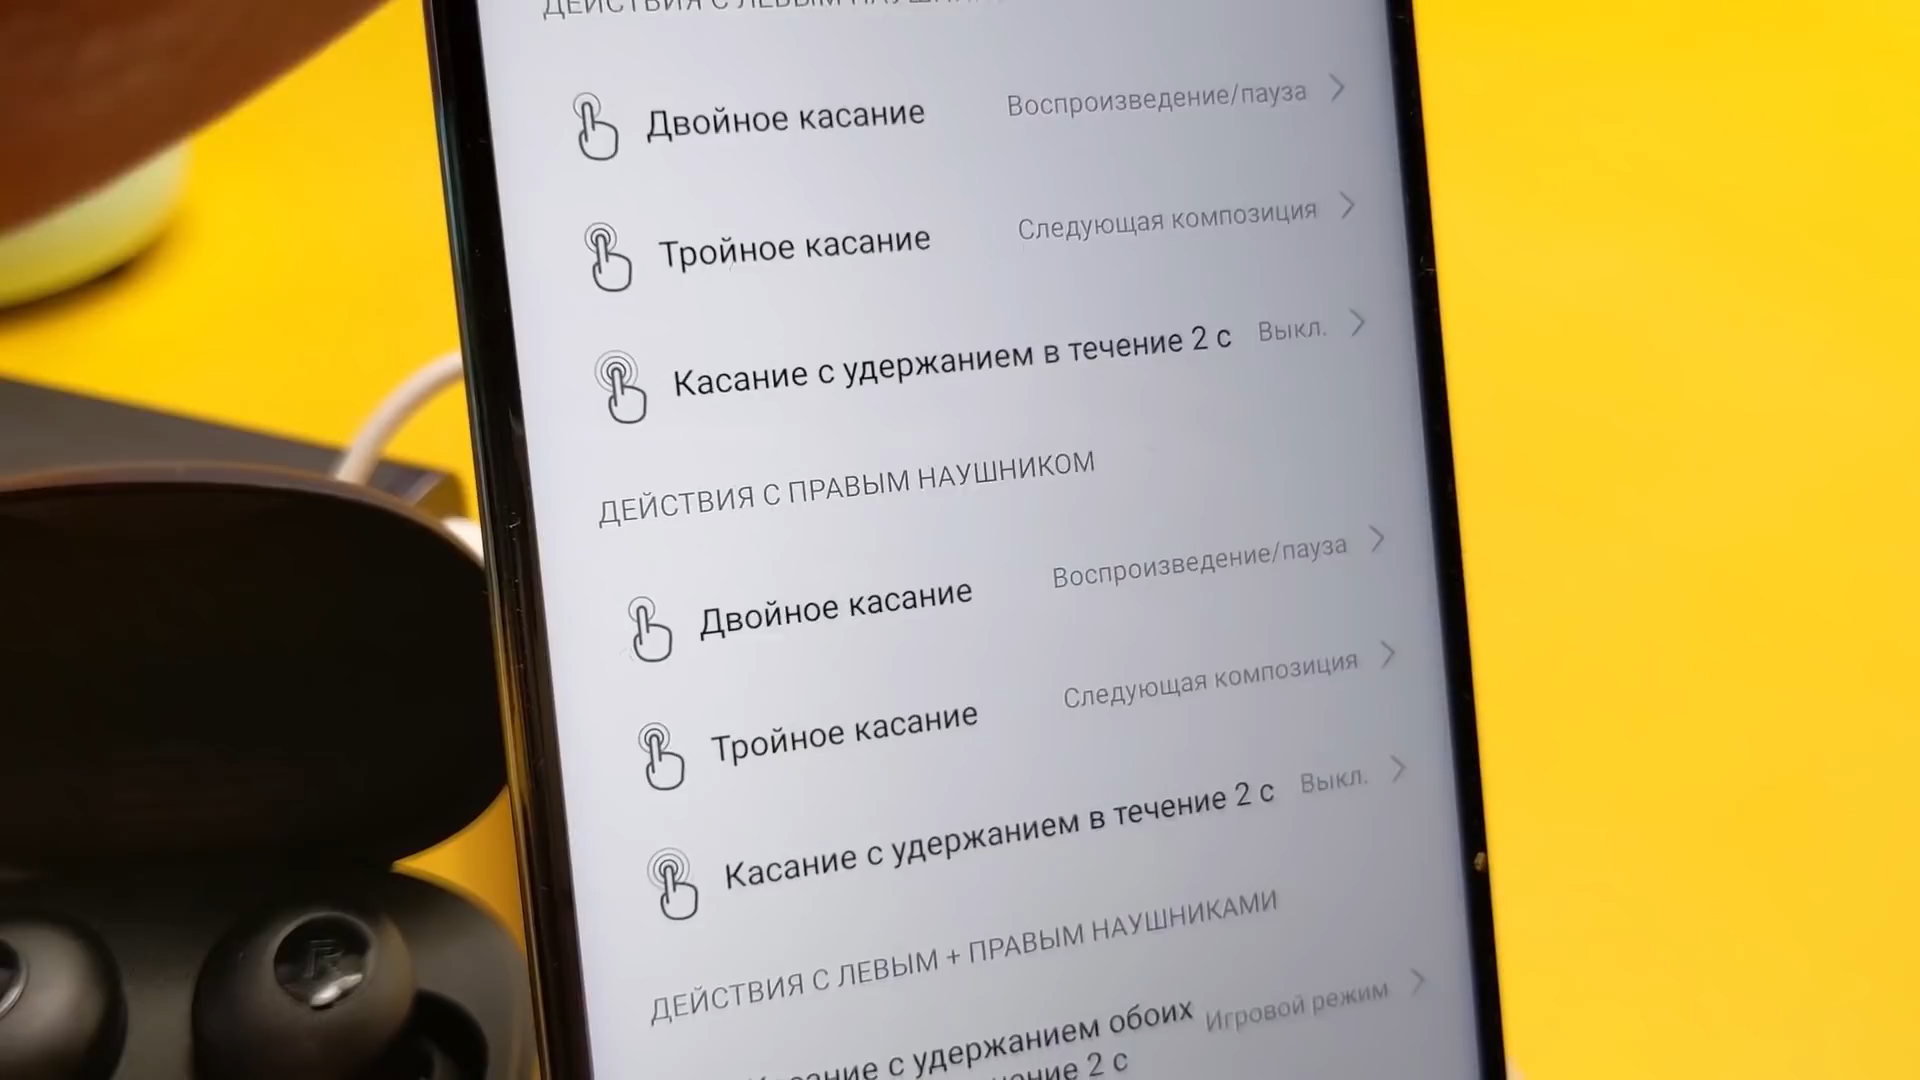 ДЕЙСТВИЯ С ЛЕВЫМ
Двойное касание Воспроизведение/пауза
Тройное касание Следующая композиция
Касание с удержанием в течение 2 с Выкл.
ДЕЙСТВИЯ С ПРАВЫМ НАУШНИКОМ
Двойное касание Воспроизведение/пауза
Тройное касание Следующая композиция
Касание с удержанием в течение 2 с Выкл.
ДЕЙСТВИЯ С ЛЕВЫМ + ПРАВЫМ НАУШНИКАМИ
с удержанием обоих Игровой режим
2 с
R